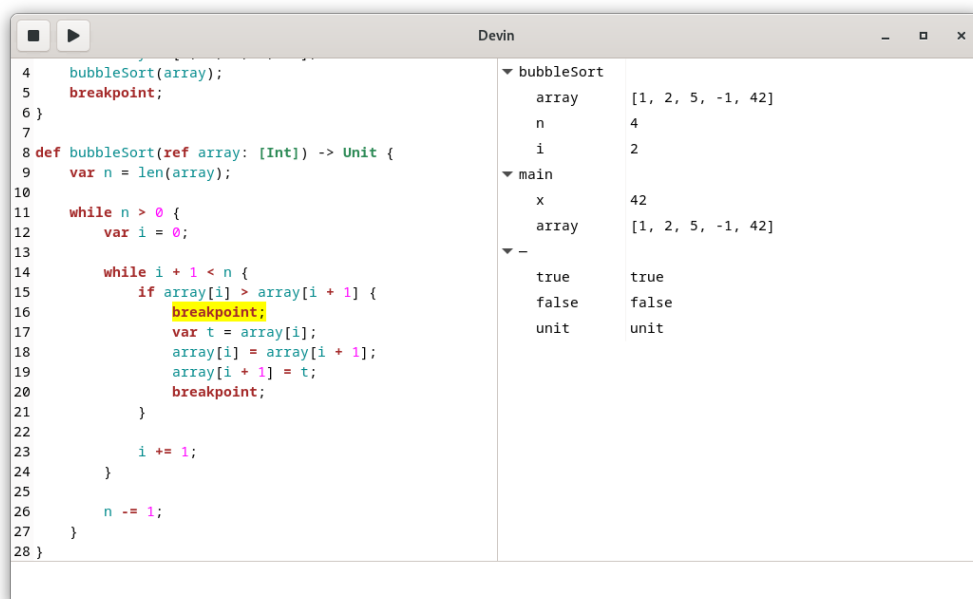 Devin
4 bubbleSort(array);
5 breakpoint;
6 }
7
8 def bubbleSort(ref array: [Int]) -> Unit {
9 var n = len(array);
10
11 while n > 0 {
12 var i = 0;
13
14 while i + 1 < n {
15 if array[i] > array[i + 1] {
16 breakpoint;
17 var t = array[i];
18 array[i] = array[i + 1];
19 array[i + 1] = t;
20 breakpoint;
21 }
22
23 i += 1;
24 }
25
26 n -= 1;
27 }
28 }
bubbleSort
array [1, 2, 5, -1, 42]
n 4
i 2
main
x 42
array [1, 2, 5, -1, 42]
—
true true
false false
unit unit